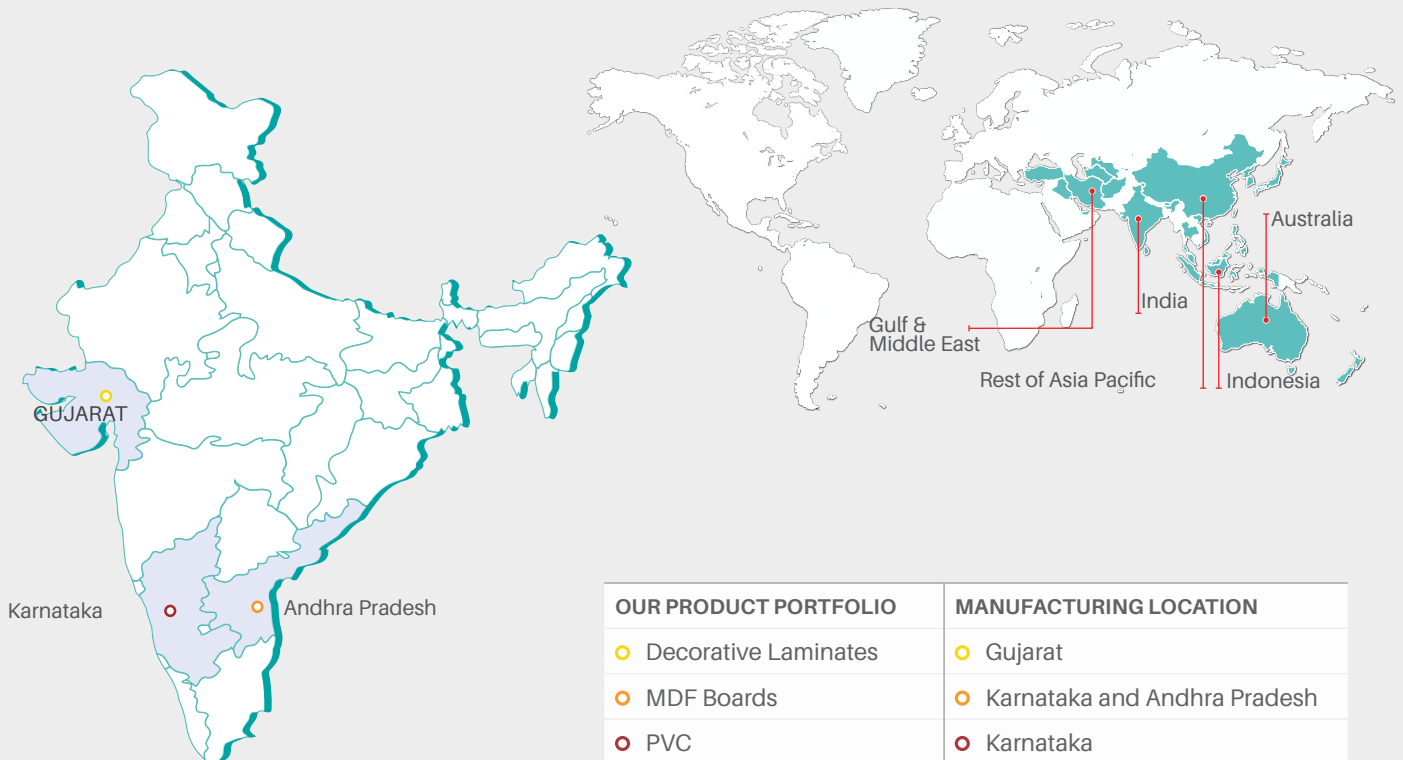 GUJARAT
Karnataka
Andhra Pradesh
Australia
India
Gulf &
Middle East
Rest of Asia Pacific
Indonesia
OUR PRODUCT PORTFOLIO MANUFACTURING LOCATION
Decorative Laminates Gujarat
MDF Boards Karnataka and Andhra Pradesh
PVC Karnataka